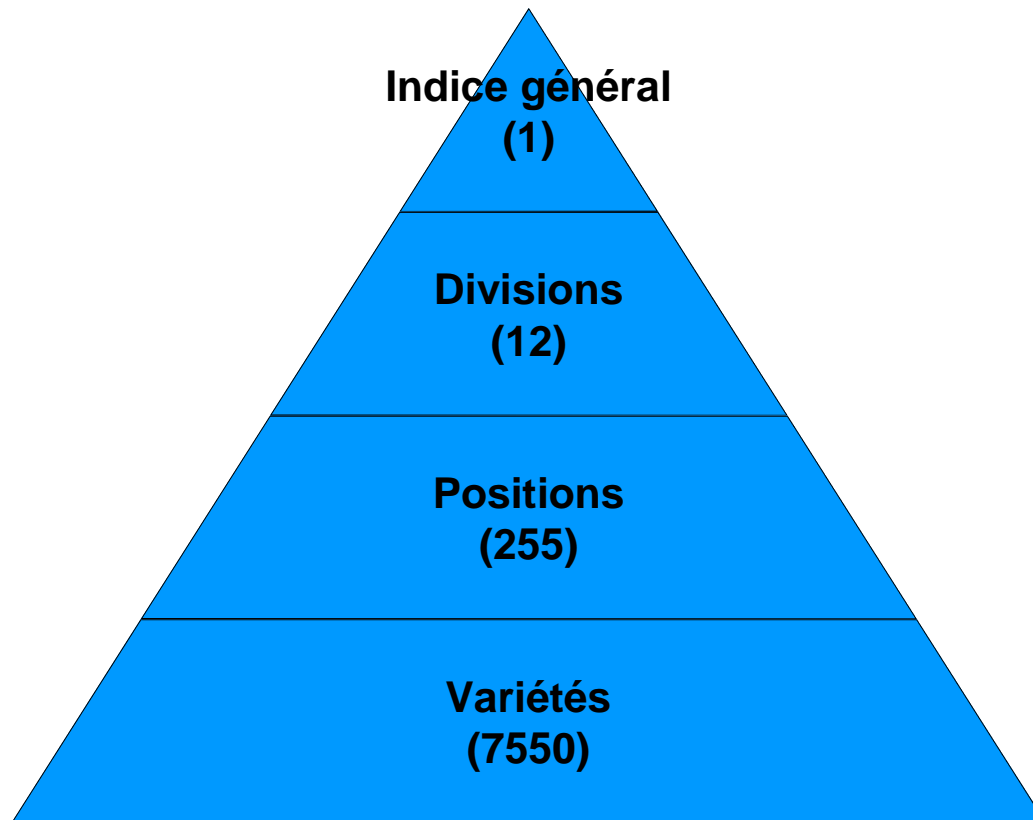 Indice général
(1)
Divisions
(12)
Positions
(255)
Variétés
(7550)